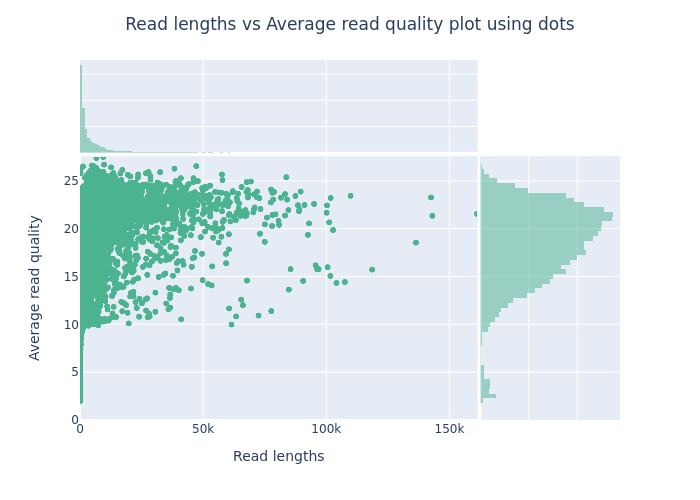 Read lengths vs Average read quality plot using dots
Average read quality
25
20
15
10
5
0
0
50k
100k
150k
Read lengths